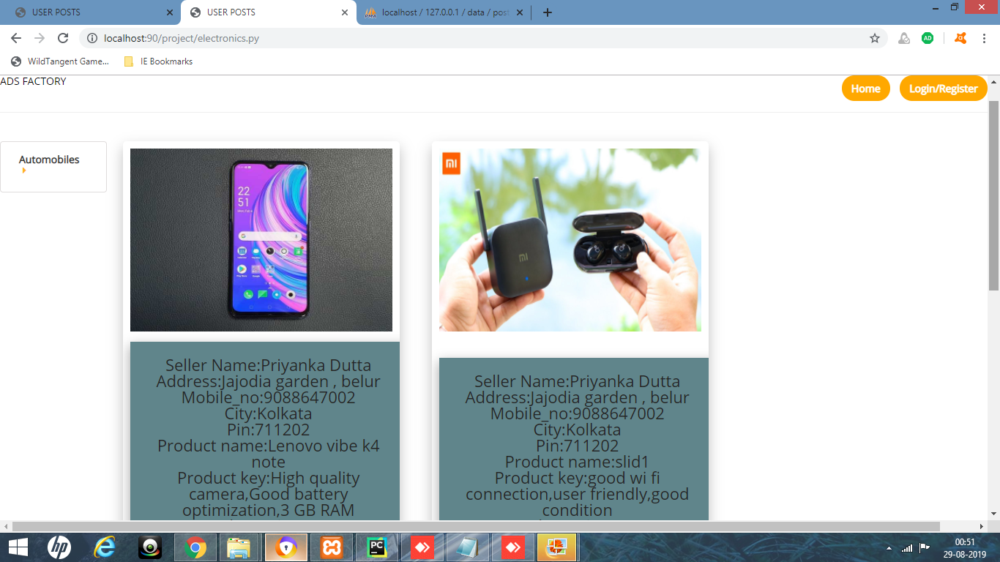 USER POSTS
USER POSTS
localhost / 127.0.0.1 / data / post
localhost:90/project/electronics.py
WildTangent Game...
IE Bookmarks
ADS FACTORY
Home
Login/Register
Automobiles
22
51
mi
mi
Seller Name:Priyanka Dutta
Address:Jajodia garden , belur
Mobile_no:9088647002
City:Kolkata
Pin:711202
Product name:Lenovo vibe k4
note
Product key:High quality
camera,Good battery
optimization,3 GB RAM
Seller Name:Priyanka Dutta
Address:Jajodia garden , belur
Mobile_no:9088647002
City:Kolkata
Pin:711202
Product name:slid1
Product key:good wi fi
connection,user friendly,good
condition
AD
hp
PC
00:51
29-08-2019